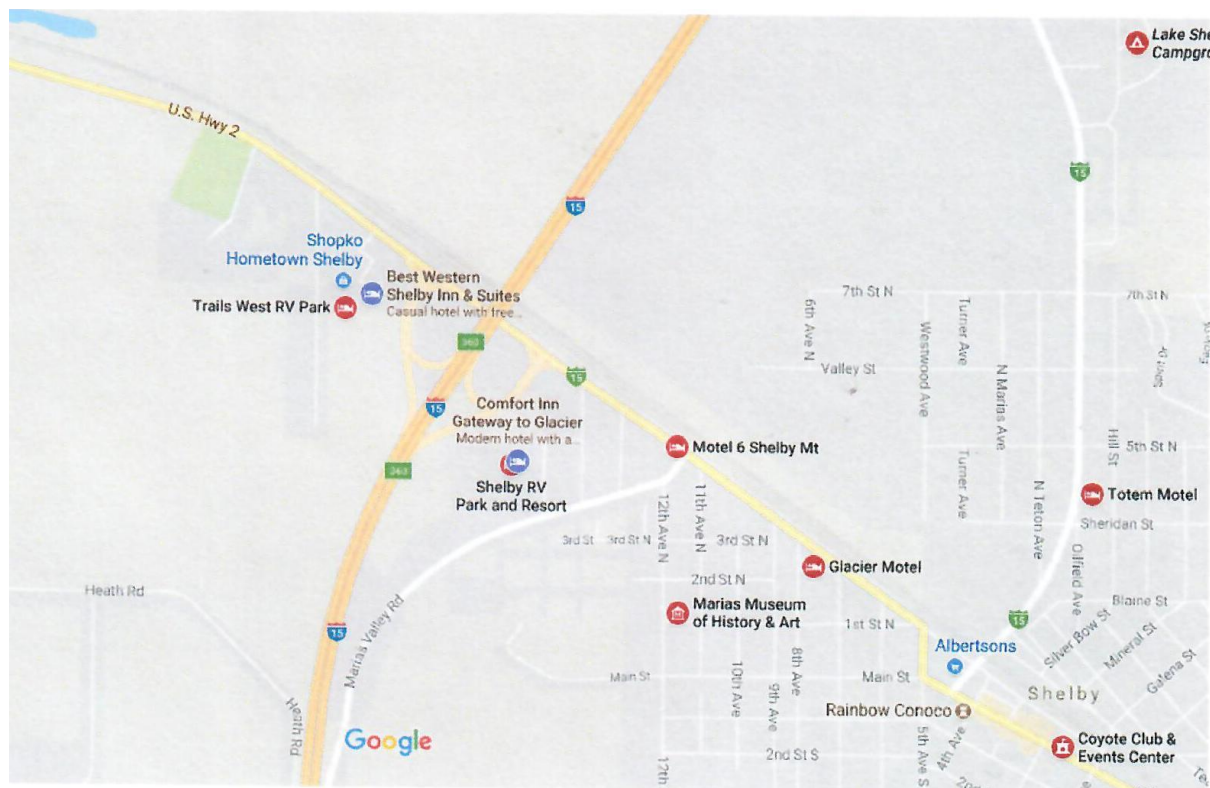 Lake She
Campgro
U.S. Hwy 2
15
15
Shopko
Hometown Shelby
Best Western
Shelby Inn & Suites
Casual hotel with free...
Trails West RV Park
7th St N
7th St N
6th Ave N
Turner Ave
Westwood Ave
363
Valley St
15
N Marias Ave
15
Comfort Inn
Gateway to Glacier
Modern hotel with a...
Motel 6 Shelby Mt
Hill St
5th St N
Turner Ave
363
Shelby RV
Park and Resort
12th Ave N
11th Ave N
N Teton Ave
Totem Motel
Sheridan St
3rd St
3rd St N
3rd St N
Oilfield Ave
Glacier Motel
2nd St N
Heath Rd
Marias Museum
of History & Art
Blaine St
1st St N
15
15
Marias Valley Rd
Silver Bow St
Mineral St
Galena St
Albertsons
8th Ave
Main St
Main St
10th Ave
9th Ave
Shelby
Rainbow Conoco
Heath Rd
Google
5th Ave S
4th Ave
Coyote Club &
Events Center
2nd St S
12th